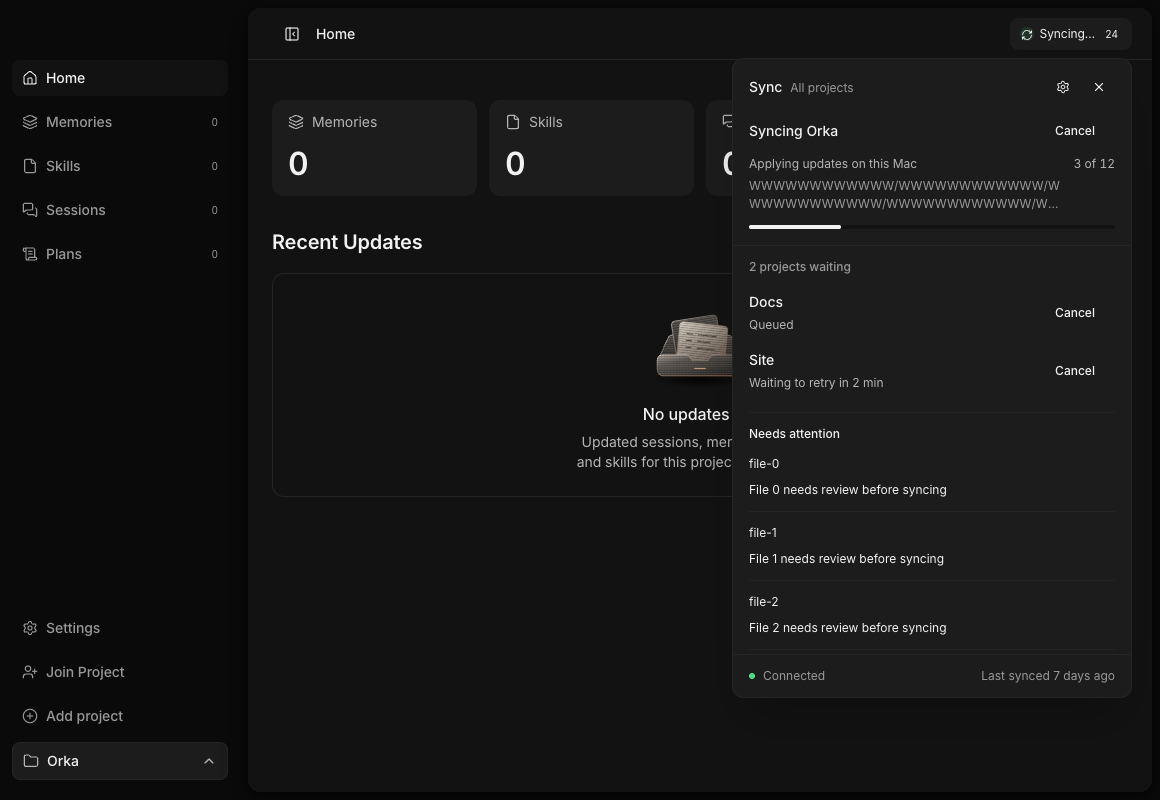 Home
Memories 0
Skills 0
Sessions 0
Plans 0
Settings
Join Project
Add project
Orka
Home
Syncing... 24
Memories
0
Skills
0
Recent Updates
No updates
Updated sessions, mer
and skills for this projec
Sync All projects
Syncing Orka Cancel
Applying updates on this Mac 3 of 12
WWWWWWWWWWWW/WWWWWWWWWWWW/W
WWWWWWWWWWW/WWWWWWWWWWWW/W...
2 projects waiting
Docs
Queued
Cancel
Site
Waiting to retry in 2 min
Cancel
Needs attention
file-0
File 0 needs review before syncing
file-1
File 1 needs review before syncing
file-2
File 2 needs review before syncing
Connected Last synced 7 days ago